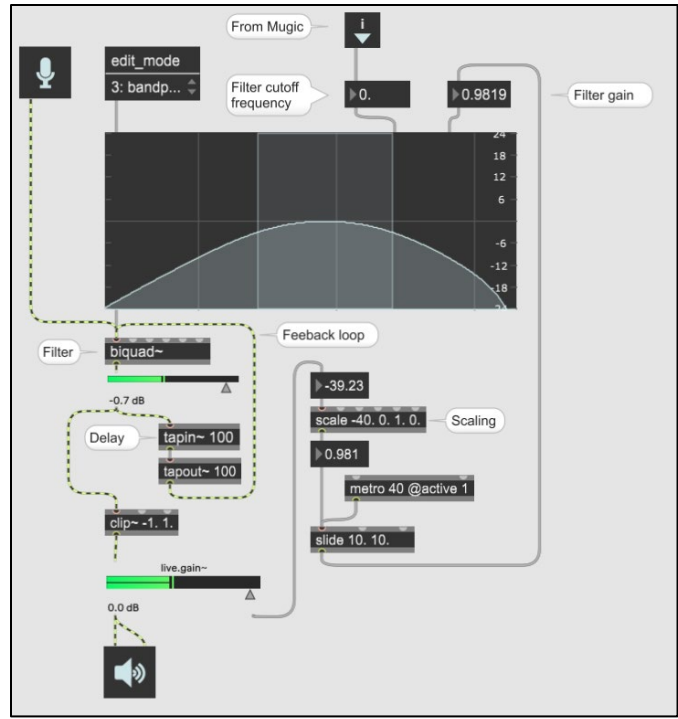 From Mugic
i
edit_mode
3: bandp...
Filter cutoff
frequency
0.
0.9819
Filter gain
24
18
12
6
-6
-12
-18
-24
Feeback loop
Filter
biquad~
-0.7 dB
-39.23
scale -40. 0. 1. 0.
Scaling
Delay
tapin~ 100
0.981
tapout~ 100
metro 40 @active 1
clip~ -1. 1.
slide 10. 10.
live.gain~
0.0 dB